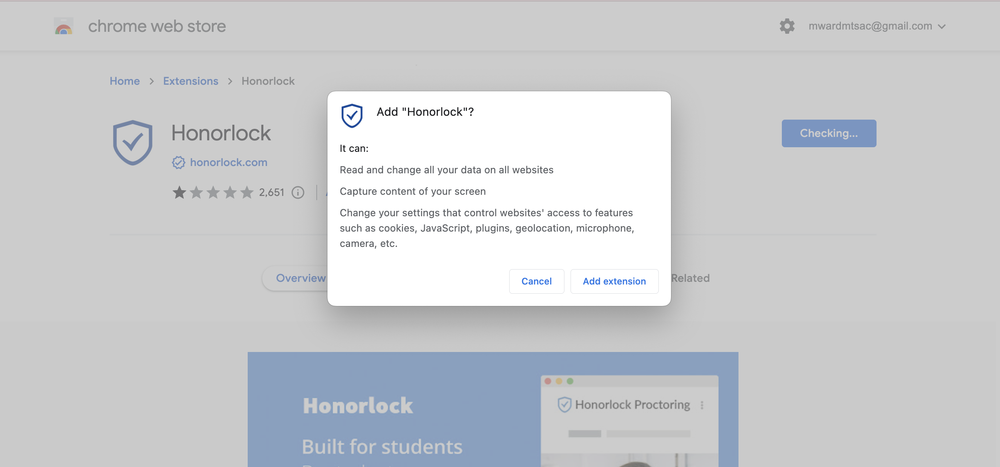 chrome web store
mwardmtsac@gmail.com
Home > Extensions > Honorlock
Honorlock
honorlock.com
2,651
Checking...
Add "Honorlock"?
It can:
Read and change all your data on all websites
Capture content of your screen
Change your settings that control websites' access to features
such as cookies, JavaScript, plugins, geolocation, microphone,
camera, etc.
Cancel
Add extension
Overview
Related
Honorlock
Built for students
Honorlock Proctoring